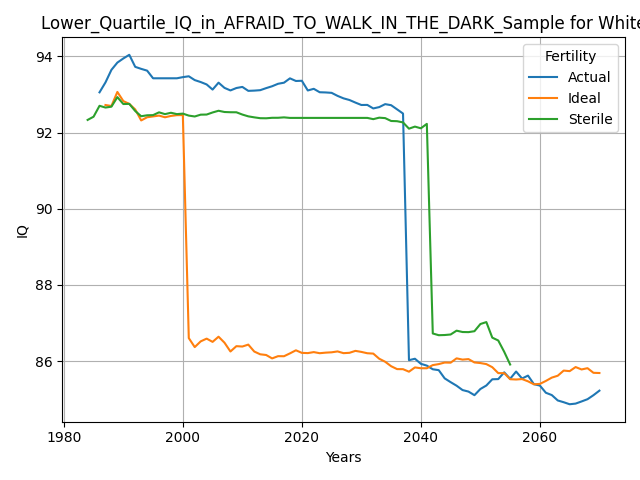 Lower_Quartile_IQ_in_AFRAID_TO_WALK_IN_THE_DARK_Sample for White
94
92
90
88
86
IQ
1980
2000
2020
2040
2060
Years
Fertility
Actual
Ideal
Sterile